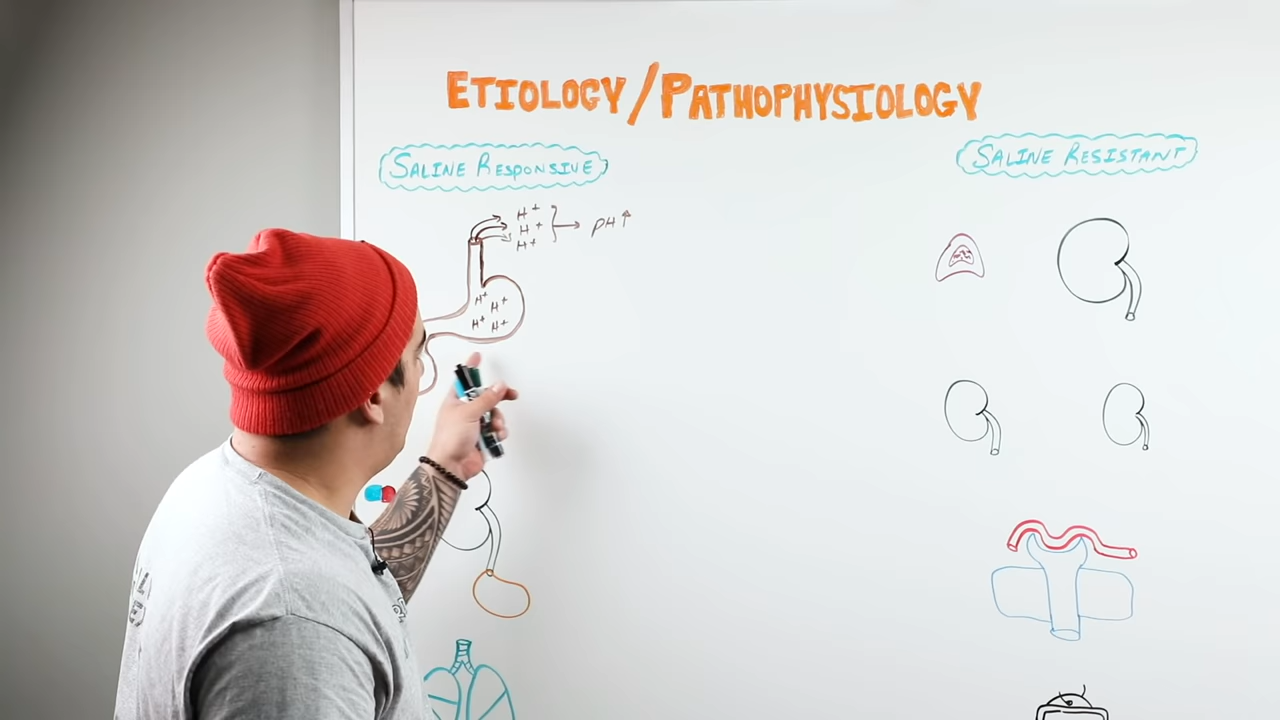 ETIOLOGY/PATHOPHYSIOLOGY
SALINE RESPONSIVE
SALINE RESISTANT
H+
H+ → pH↑
H+
H+
H+
H+ H+